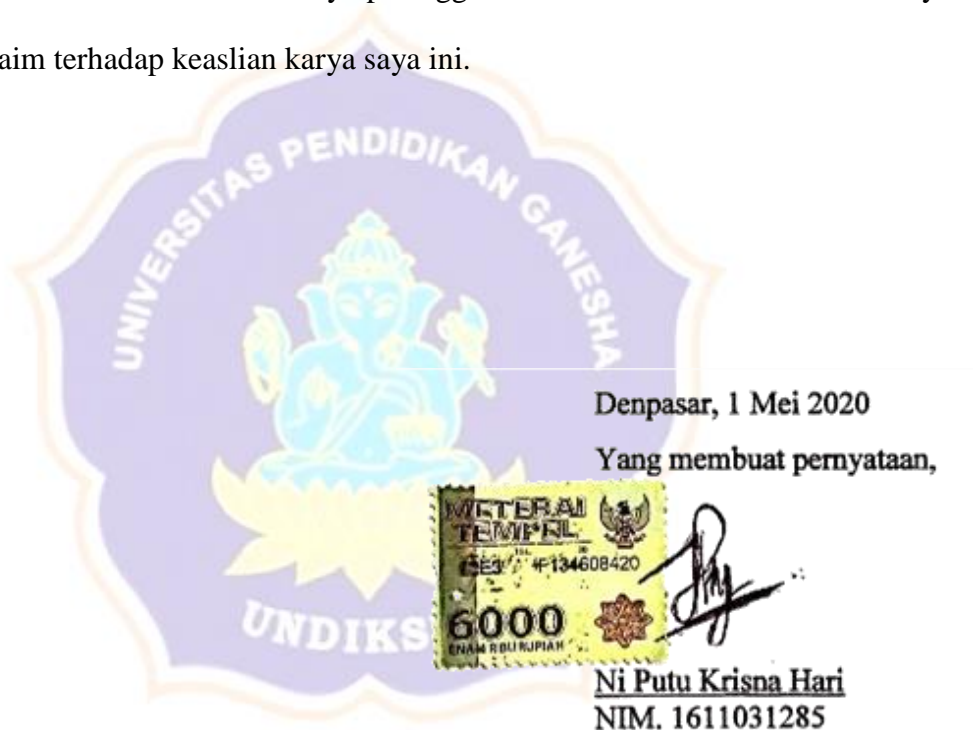 aim terhadap keaslian karya saya ini.
UNIVERSITAS PENDIDIKAN GANESHA
Denpasar, 1 Mei 2020
Yang membuat pernyataan,
METERAI
TEMPEL
F134608420
6000
ENAM RIBU RUPIAH
UNDIKS
Ni Putu Krisna Hari
NIM. 1611031285